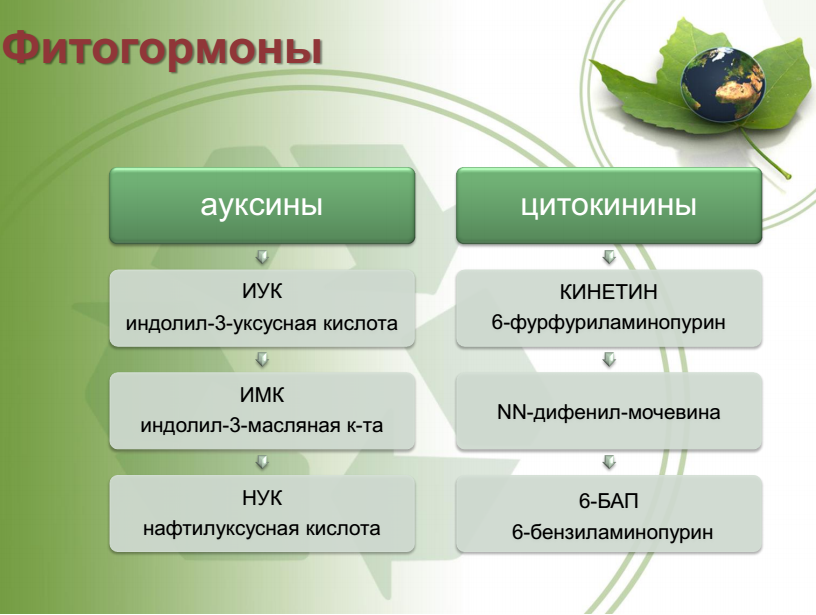 Фитогормоны
ауксины
ИУК
индолил-3-уксусная кислота
ИМК
индолил-3-масляная к-та
НУК
нафтилуксусная кислота
цитокинины
КИНЕТИН
6-фурфуриламинопурин
NN-дифенил-мочевина
6-БАП
6-бензиламинопурин